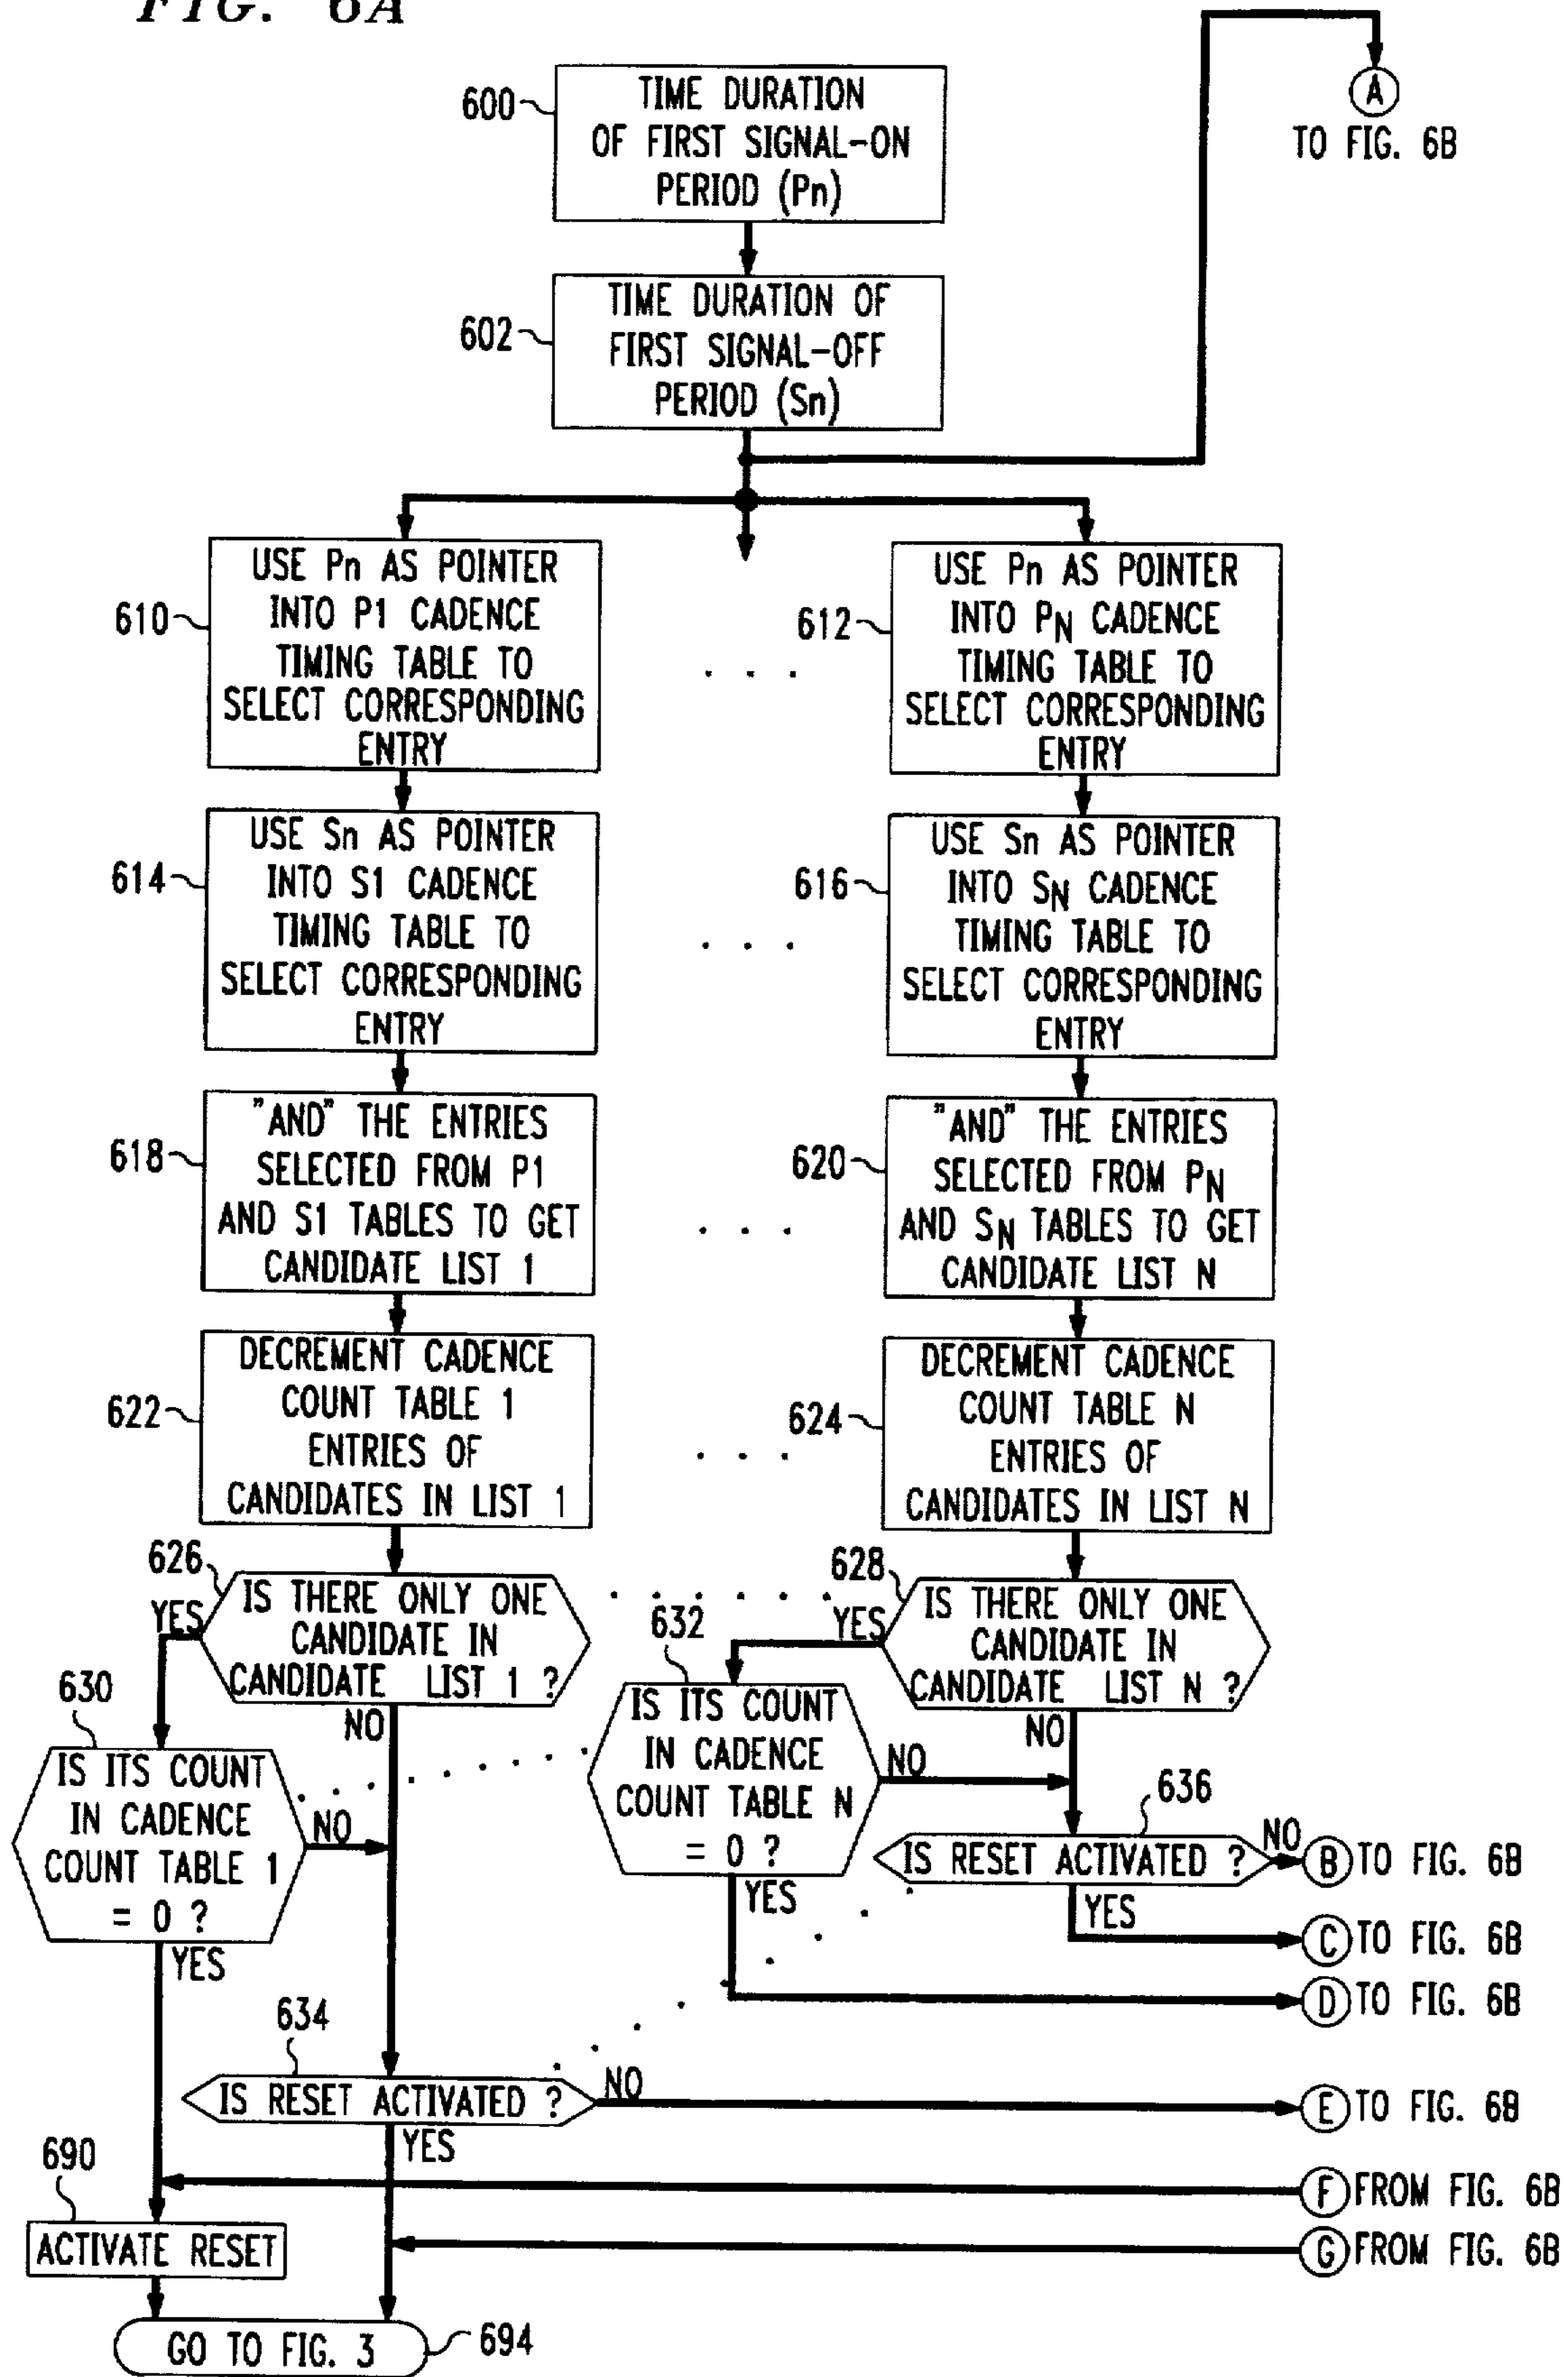 FIG. 6A
600
TIME DURATION
OF FIRST SIGNAL-ON
PERIOD (Pn)
A
TO FIG. 6B
602
TIME DURATION OF
FIRST SIGNAL-OFF
PERIOD (Sn)
610
USE Pn AS POINTER
INTO P1 CADENCE
TIMING TABLE TO
SELECT CORRESPONDING
ENTRY
. . .
612
USE Pn AS POINTER
INTO PN CADENCE
TIMING TABLE TO
SELECT CORRESPONDING
ENTRY
614
USE Sn AS POINTER
INTO S1 CADENCE
TIMING TABLE TO
SELECT CORRESPONDING
ENTRY
. . .
616
USE Sn AS POINTER
INTO SN CADENCE
TIMING TABLE TO
SELECT CORRESPONDING
ENTRY
618
"AND" THE ENTRIES
SELECTED FROM P1
AND S1 TABLES TO GET
CANDIDATE LIST 1
. . .
620
"AND" THE ENTRIES
SELECTED FROM PN
AND SN TABLES TO GET
CANDIDATE LIST N
622
DECREMENT CADENCE
COUNT TABLE 1
ENTRIES OF
CANDIDATES IN LIST 1
. . .
624
DECREMENT CADENCE
COUNT TABLE N
ENTRIES OF
CANDIDATES IN LIST N
626
IS THERE ONLY ONE
CANDIDATE IN
CANDIDATE LIST 1 ?
YES
NO
628
IS THERE ONLY ONE
CANDIDATE IN
CANDIDATE LIST N ?
YES
NO
630
IS ITS COUNT
IN CADENCE
COUNT TABLE 1
= 0 ?
NO
YES
632
IS ITS COUNT
IN CADENCE
COUNT TABLE N
= 0 ?
NO
YES
636
IS RESET ACTIVATED ?
NO
B TO FIG. 6B
YES
C TO FIG. 6B
D TO FIG. 6B
634
IS RESET ACTIVATED ?
NO
E TO FIG. 6B
YES
F FROM FIG. 6B
690
ACTIVATE RESET
G FROM FIG. 6B
GO TO FIG. 3
694